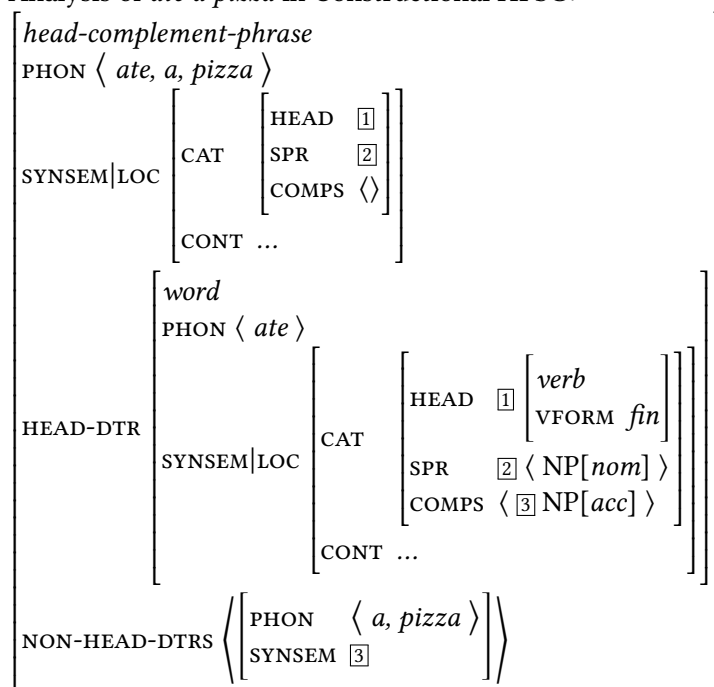 Analysis of ate a pizza in Constructional HPSG:
head-complement-phrase
PHON ⟨ ate, a, pizza ⟩
SYNSEM|LOC
CAT
HEAD 1
SPR 2
COMPS ⟨⟩
CONT ...
HEAD-DTR
word
PHON ⟨ ate ⟩
SYNSEM|LOC
CAT
HEAD 1
verb
VFORM fin
SPR 2 ⟨ NP[nom] ⟩
COMPS ⟨ 3 NP[acc] ⟩
CONT ...
NON-HEAD-DTRS
PHON ⟨ a, pizza ⟩
SYNSEM 3